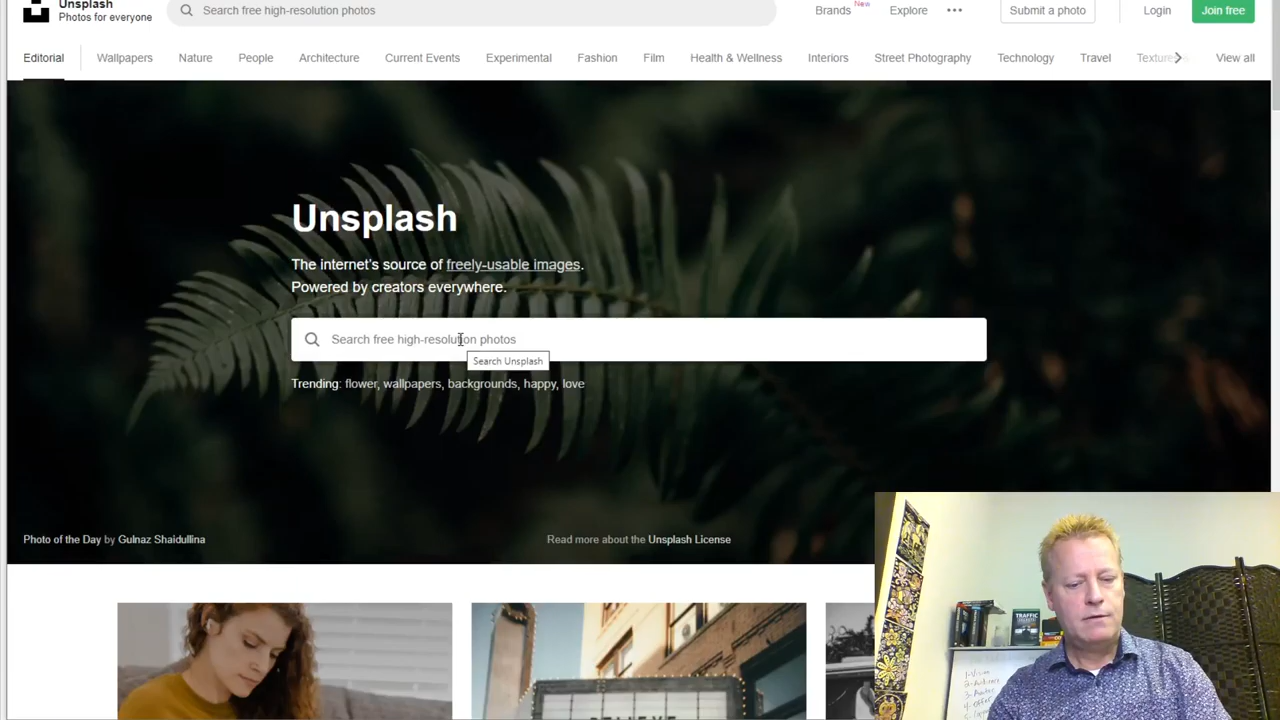 Unsplash
Photos for everyone
Search free high-resolution photos
Brands New
Explore
Submit a photo
Login
Join free
Editorial
Wallpapers
Nature
People
Architecture
Current Events
Experimental
Fashion
Film
Health & Wellness
Interiors
Street Photography
Technology
Travel
View all
Unsplash
The internet's source of freely-usable images.
Powered by creators everywhere.
Search free high-resolution photos
Search Unsplash
Trending: flower, wallpapers, backgrounds, happy, love
Photo of the Day by Gulnaz Shaidullina
Read more about the Unsplash License
TRAFFIC